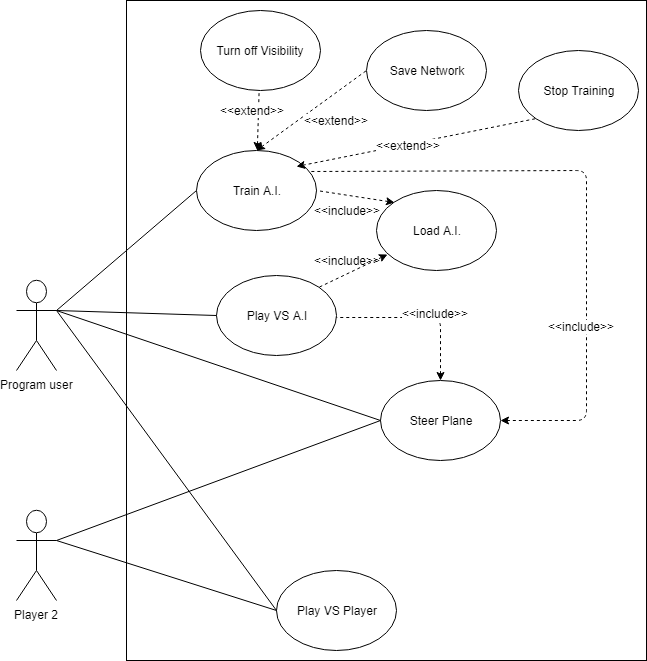 Turn off Visibility
Save Network
Stop Training
<<extend>>
<<extend>>
<<extend>>
Train A.I.
<<include>>
Load A.I.
<<include>>
Play VS A.I
<<include>>
<<include>>
Program user
Steer Plane
Play VS Player
Player 2